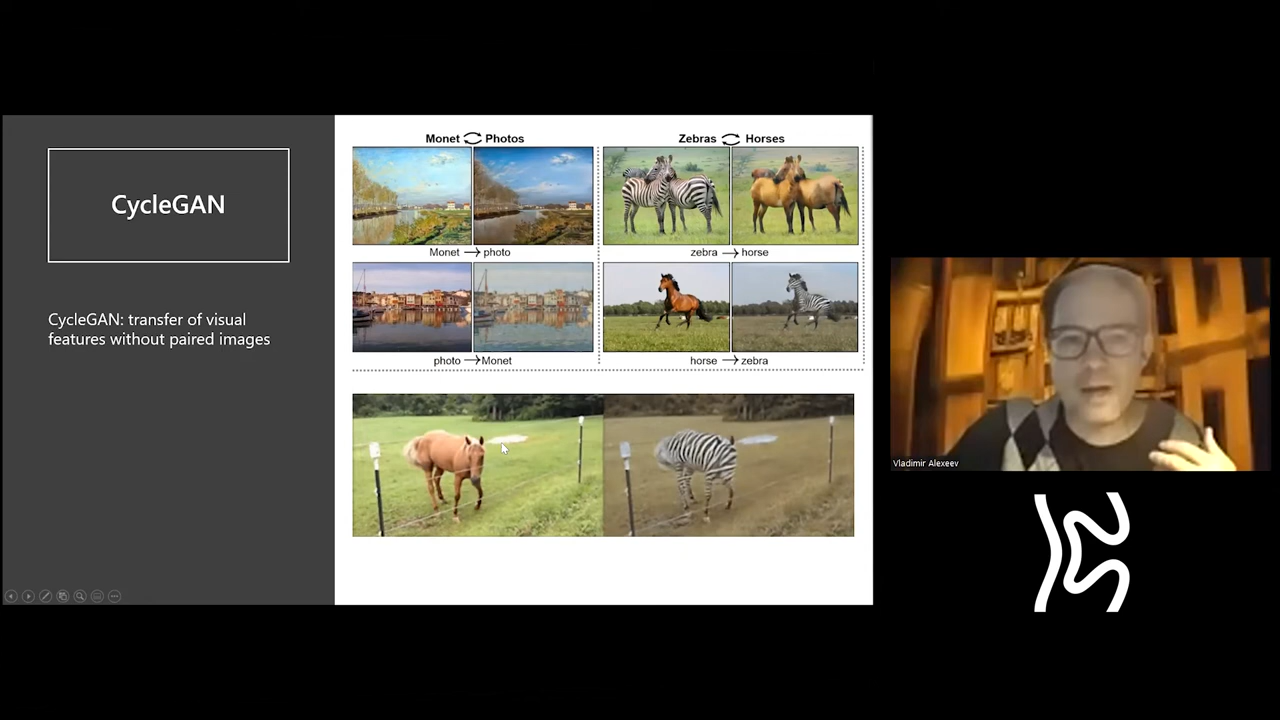 CycleGAN
CycleGAN: transfer of visual
features without paired images
Monet Photos
Zebras Horses
Monet photo
zebra horse
photo Monet
horse zebra
Vladimir Alexeev